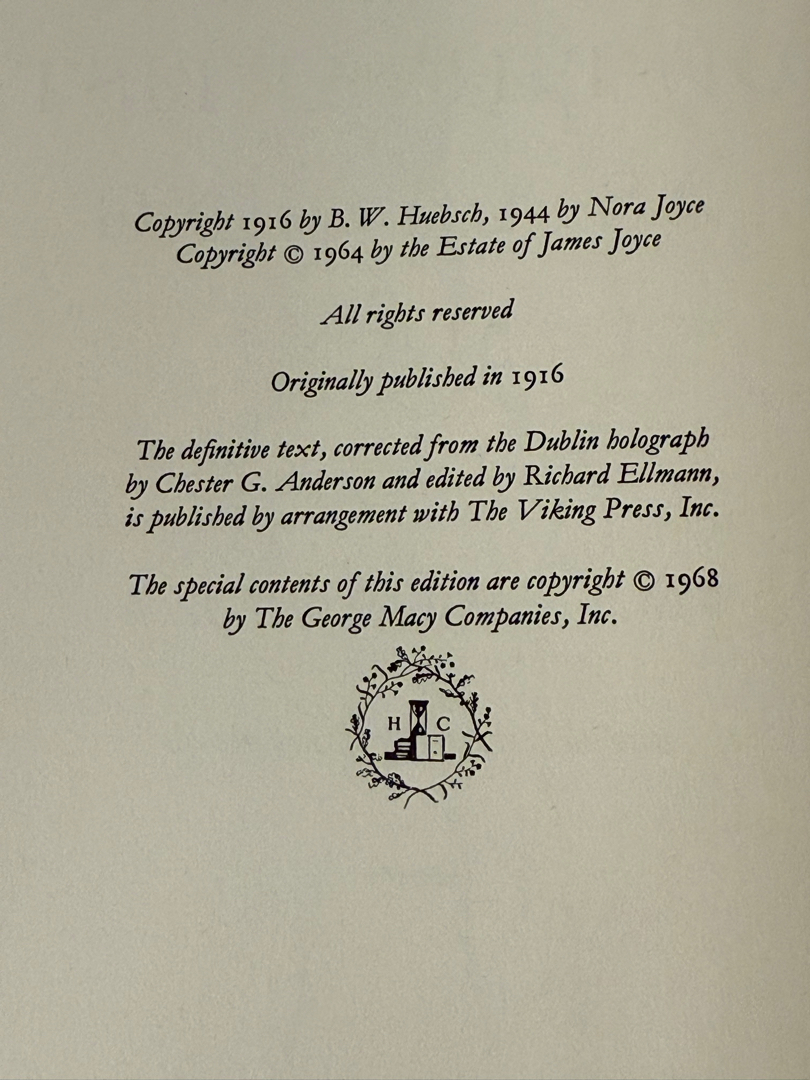 Copyright 1916 by B. W. Huebsch, 1944 by Nora Joyce
Copyright © 1964 by the Estate of James Joyce
All rights reserved
Originally published in 1916
The definitive text, corrected from the Dublin holograph
by Chester G. Anderson and edited by Richard Ellmann,
is published by arrangement with The Viking Press, Inc.
The special contents of this edition are copyright © 1968
by The George Macy Companies, Inc.
H C